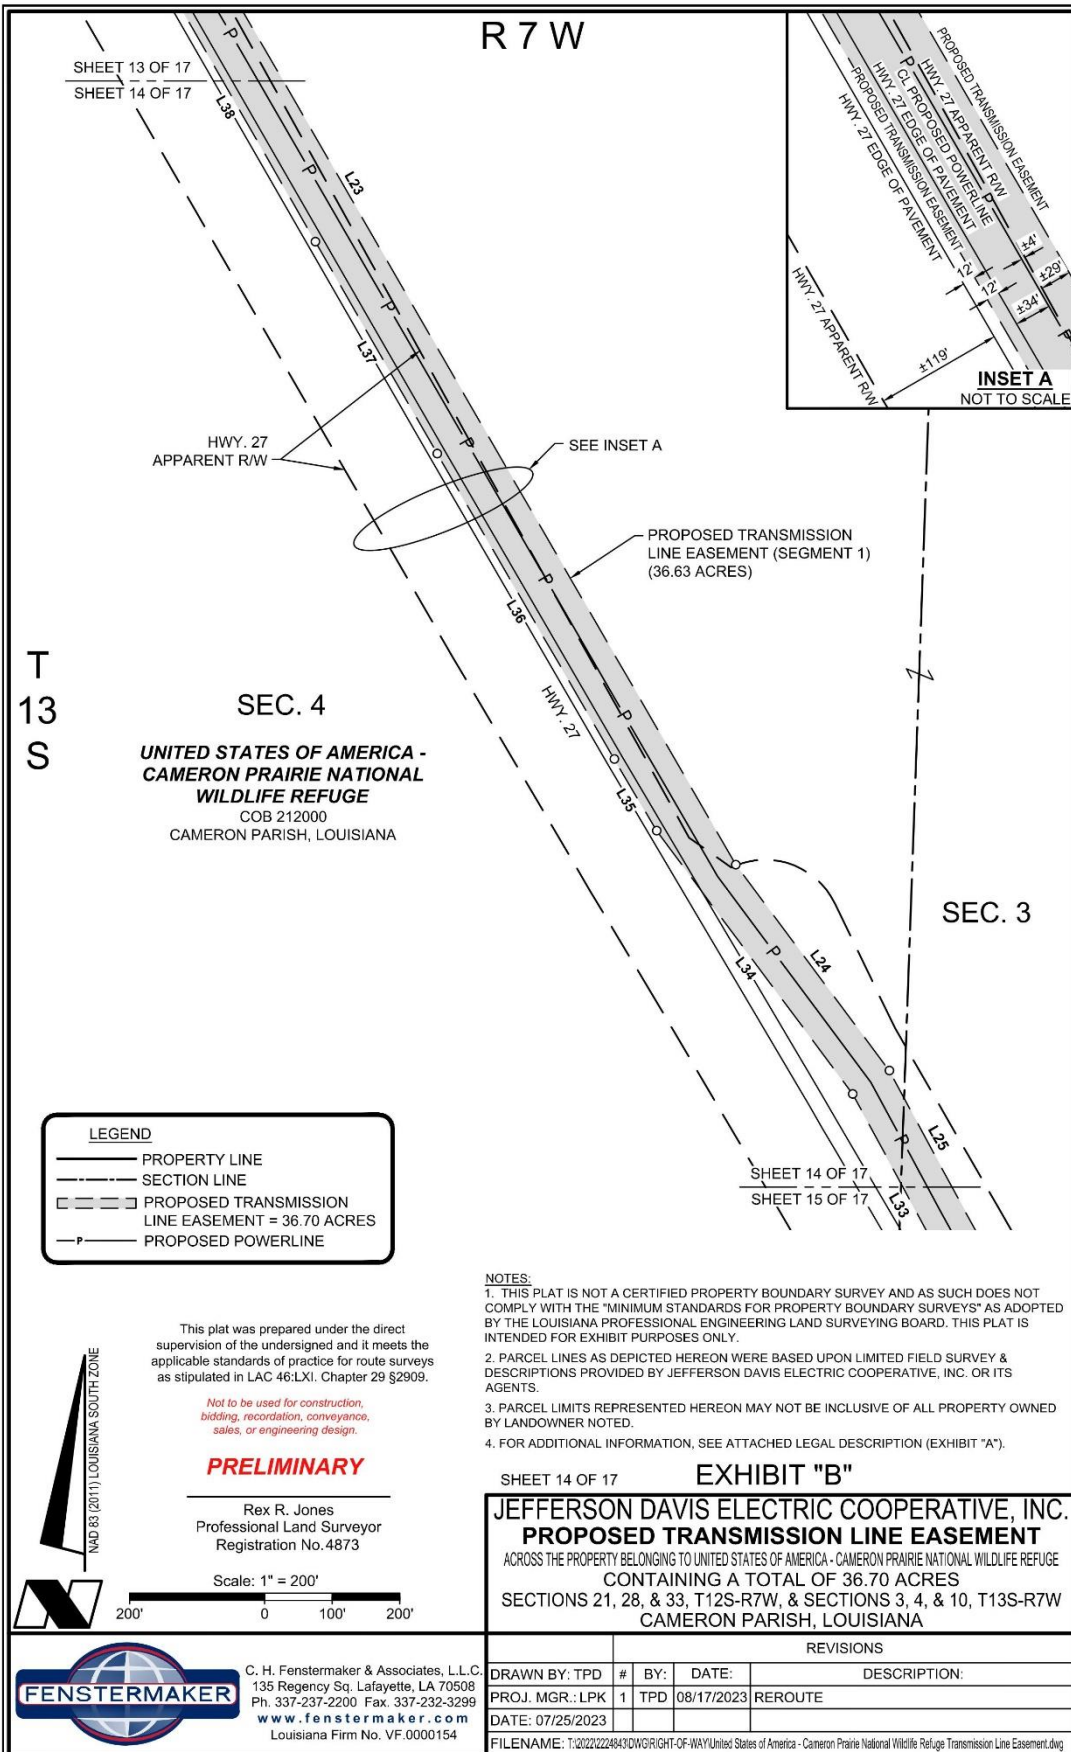 R 7 W
SHEET 13 OF 17
SHEET 14 OF 17
L38
P
L23
P
P
L37
HWY. 27
APPARENT R/W
P
SEE INSET A
PROPOSED TRANSMISSION
LINE EASEMENT (SEGMENT 1)
(36.63 ACRES)
P
L36
P
HWY. 27
L35
T
13
S
SEC. 4
UNITED STATES OF AMERICA -
CAMERON PRAIRIE NATIONAL
WILDLIFE REFUGE
COB 212000
CAMERON PARISH, LOUISIANA
SEC. 3
P
L24
L34
L25
P
SHEET 14 OF 17
SHEET 15 OF 17
L33
PROPOSED TRANSMISSION EASEMENT
HWY. 27 APPARENT R/W
P
CL PROPOSED POWERLINE
HWY. 27 EDGE OF PAVEMENT
PROPOSED TRANSMISSION EASEMENT
HWY. 27 EDGE OF PAVEMENT
HWY. 27 APPARENT R/W
P
±4'
±29'
12'
12'
±34'
P
±119'
INSET A
NOT TO SCALE
LEGEND
PROPERTY LINE
SECTION LINE
PROPOSED TRANSMISSION
LINE EASEMENT = 36.70 ACRES
P PROPOSED POWERLINE
This plat was prepared under the direct
supervision of the undersigned and it meets the
applicable standards of practice for route surveys
as stipulated in LAC 46:LXI. Chapter 29 §2909.
Not to be used for construction,
bidding, recordation, conveyance,
sales, or engineering design.
PRELIMINARY
Rex R. Jones
Professional Land Surveyor
Registration No. 4873
NAD 83 (2011) LOUISIANA SOUTH ZONE
Scale: 1" = 200'
200' 0 100' 200'
NOTES:
1. THIS PLAT IS NOT A CERTIFIED PROPERTY BOUNDARY SURVEY AND AS SUCH DOES NOT
COMPLY WITH THE "MINIMUM STANDARDS FOR PROPERTY BOUNDARY SURVEYS" AS ADOPTED
BY THE LOUISIANA PROFESSIONAL ENGINEERING LAND SURVEYING BOARD. THIS PLAT IS
INTENDED FOR EXHIBIT PURPOSES ONLY.
2. PARCEL LINES AS DEPICTED HEREON WERE BASED UPON LIMITED FIELD SURVEY &
DESCRIPTIONS PROVIDED BY JEFFERSON DAVIS ELECTRIC COOPERATIVE, INC. OR ITS
AGENTS.
3. PARCEL LIMITS REPRESENTED HEREON MAY NOT BE INCLUSIVE OF ALL PROPERTY OWNED
BY LANDOWNER NOTED.
4. FOR ADDITIONAL INFORMATION, SEE ATTACHED LEGAL DESCRIPTION (EXHIBIT "A").
SHEET 14 OF 17 EXHIBIT "B"
JEFFERSON DAVIS ELECTRIC COOPERATIVE, INC.
PROPOSED TRANSMISSION LINE EASEMENT
ACROSS THE PROPERTY BELONGING TO UNITED STATES OF AMERICA - CAMERON PRAIRIE NATIONAL WILDLIFE REFUGE
CONTAINING A TOTAL OF 36.70 ACRES
SECTIONS 21, 28, & 33, T12S-R7W, & SECTIONS 3, 4, & 10, T13S-R7W
CAMERON PARISH, LOUISIANA
FENSTERMAKER
C. H. Fenstermaker & Associates, L.L.C.
135 Regency Sq. Lafayette, LA 70508
Ph. 337-237-2200 Fax. 337-232-3299
www.fenstermaker.com
Louisiana Firm No. VF.0000154
REVISIONS
DRAWN BY: TPD # BY: DATE: DESCRIPTION:
PROJ. MGR.: LPK 1 TPD 08/17/2023 REROUTE
DATE: 07/25/2023
FILENAME: T:\2022\2224843\DWG\RIGHT-OF-WAY\United States of America - Cameron Prairie National Wildlife Refuge Transmission Line Easement.dwg